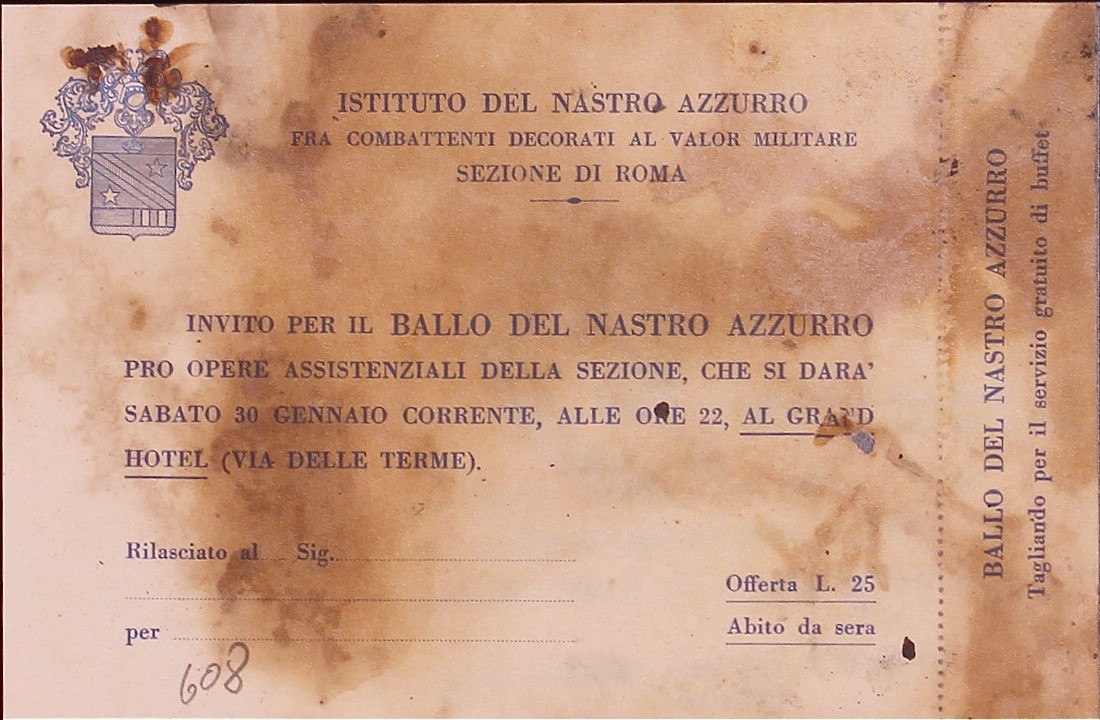 ISTITUTO DEL NASTRO AZZURRO
FRA COMBATTENTI DECORATI AL VALOR MILITARE
SEZIONE DI ROMA
INVITO PER IL BALLO DEL NASTRO AZZURRO
PRO OPERE ASSISTENZIALI DELLA SEZIONE, CHE SI DARA'
SABATO 30 GENNAIO CORRENTE, ALLE ORE 22, AL GRAND
HOTEL (VIA DELLE TERME).
Rilasciato al Sig.
per
608
Offerta L. 25
Abito da sera
BALLO DEL NASTRO AZZURRO
Tagliando per il servizio gratuito di buffet